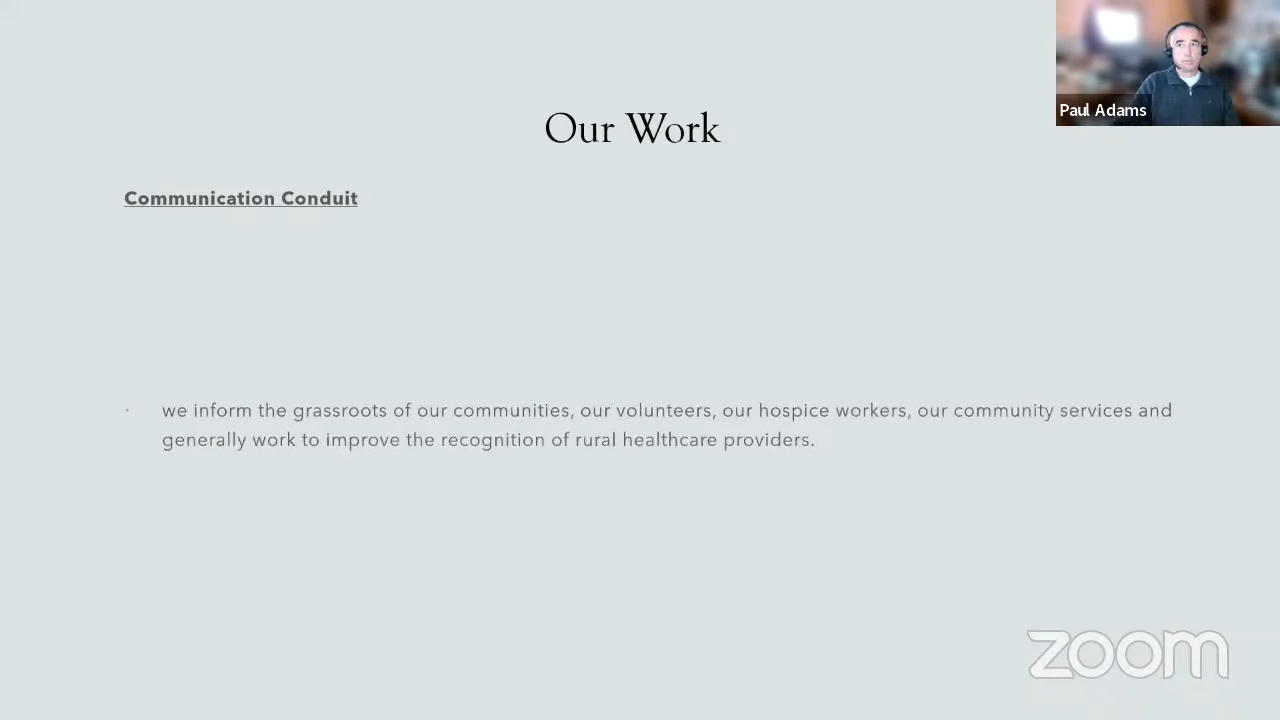 Paul Adams
Our Work
Communication Conduit
· we inform the grassroots of our communities, our volunteers, our hospice workers, our community services and
generally work to improve the recognition of rural healthcare providers.
zoom